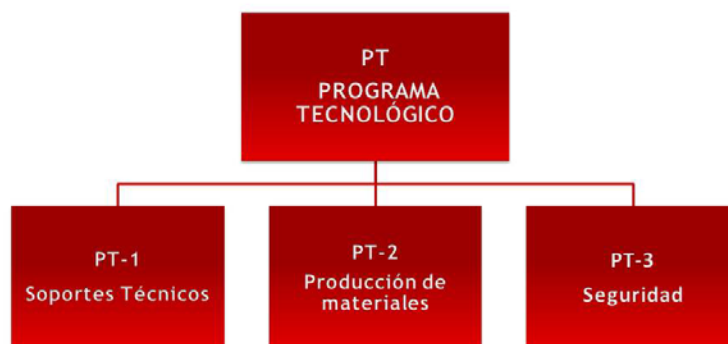 PT
PROGRAMA
TECNOLÓGICO
PT-1
Soportes Técnicos
PT-2
Producción de
materiales
PT-3
Seguridad